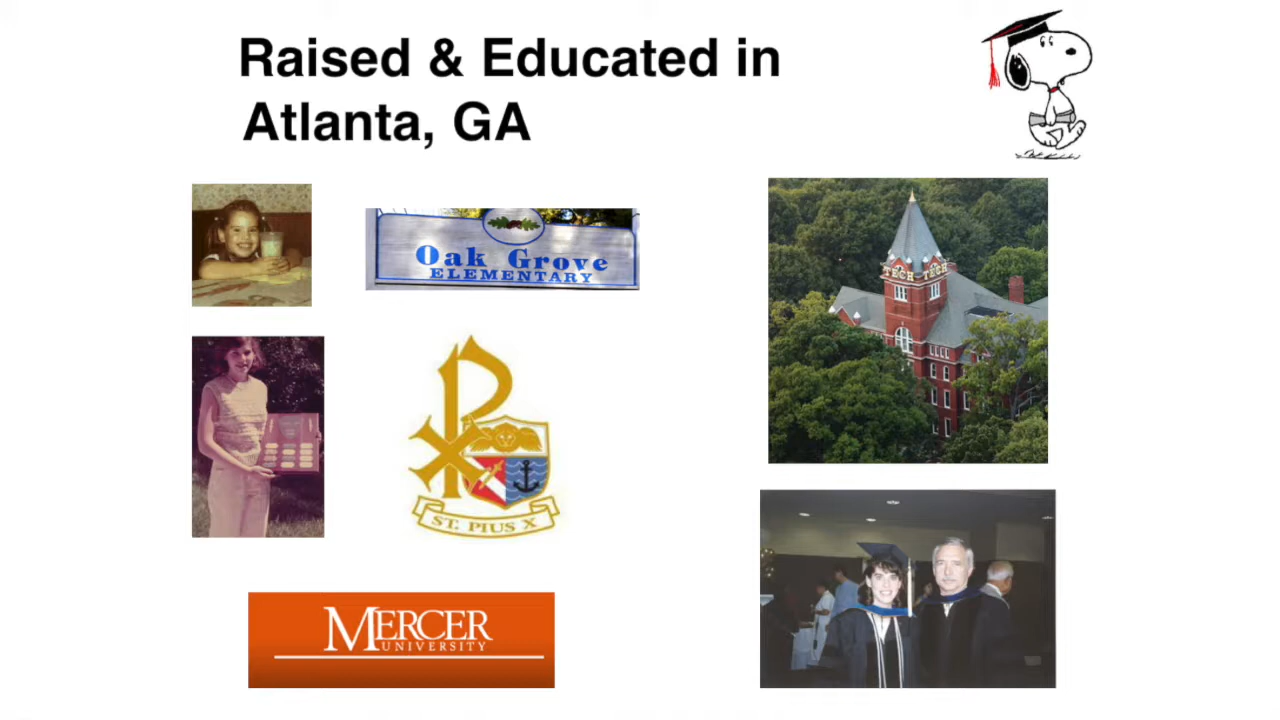 Raised & Educated in
Atlanta, GA
Oak Grove
ELEMENTARY
TECH TECH
ST. PIUS X
MERCER
UNIVERSITY